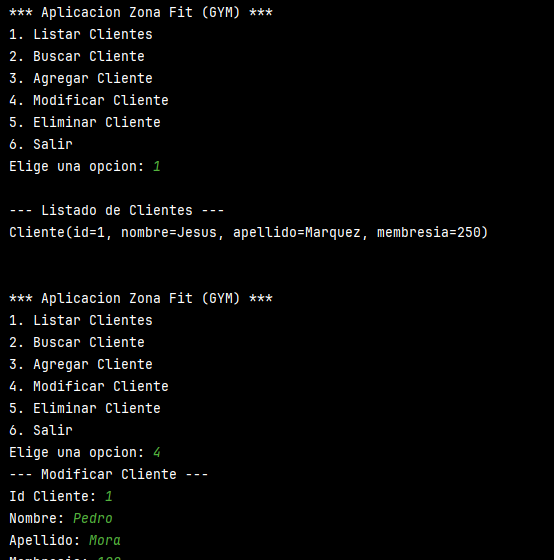 *** Aplicacion Zona Fit (GYM) ***
1. Listar Clientes
2. Buscar Cliente
3. Agregar Cliente
4. Modificar Cliente
5. Eliminar Cliente
6. Salir
Elige una opcion: 1
--- Listado de Clientes ---
Cliente(id=1, nombre=Jesus, apellido=Marquez, membresia=250)
*** Aplicacion Zona Fit (GYM) ***
1. Listar Clientes
2. Buscar Cliente
3. Agregar Cliente
4. Modificar Cliente
5. Eliminar Cliente
6. Salir
Elige una opcion: 4
--- Modificar Cliente ---
Id Cliente: 1
Nombre: Pedro
Apellido: Mora
Membresia: